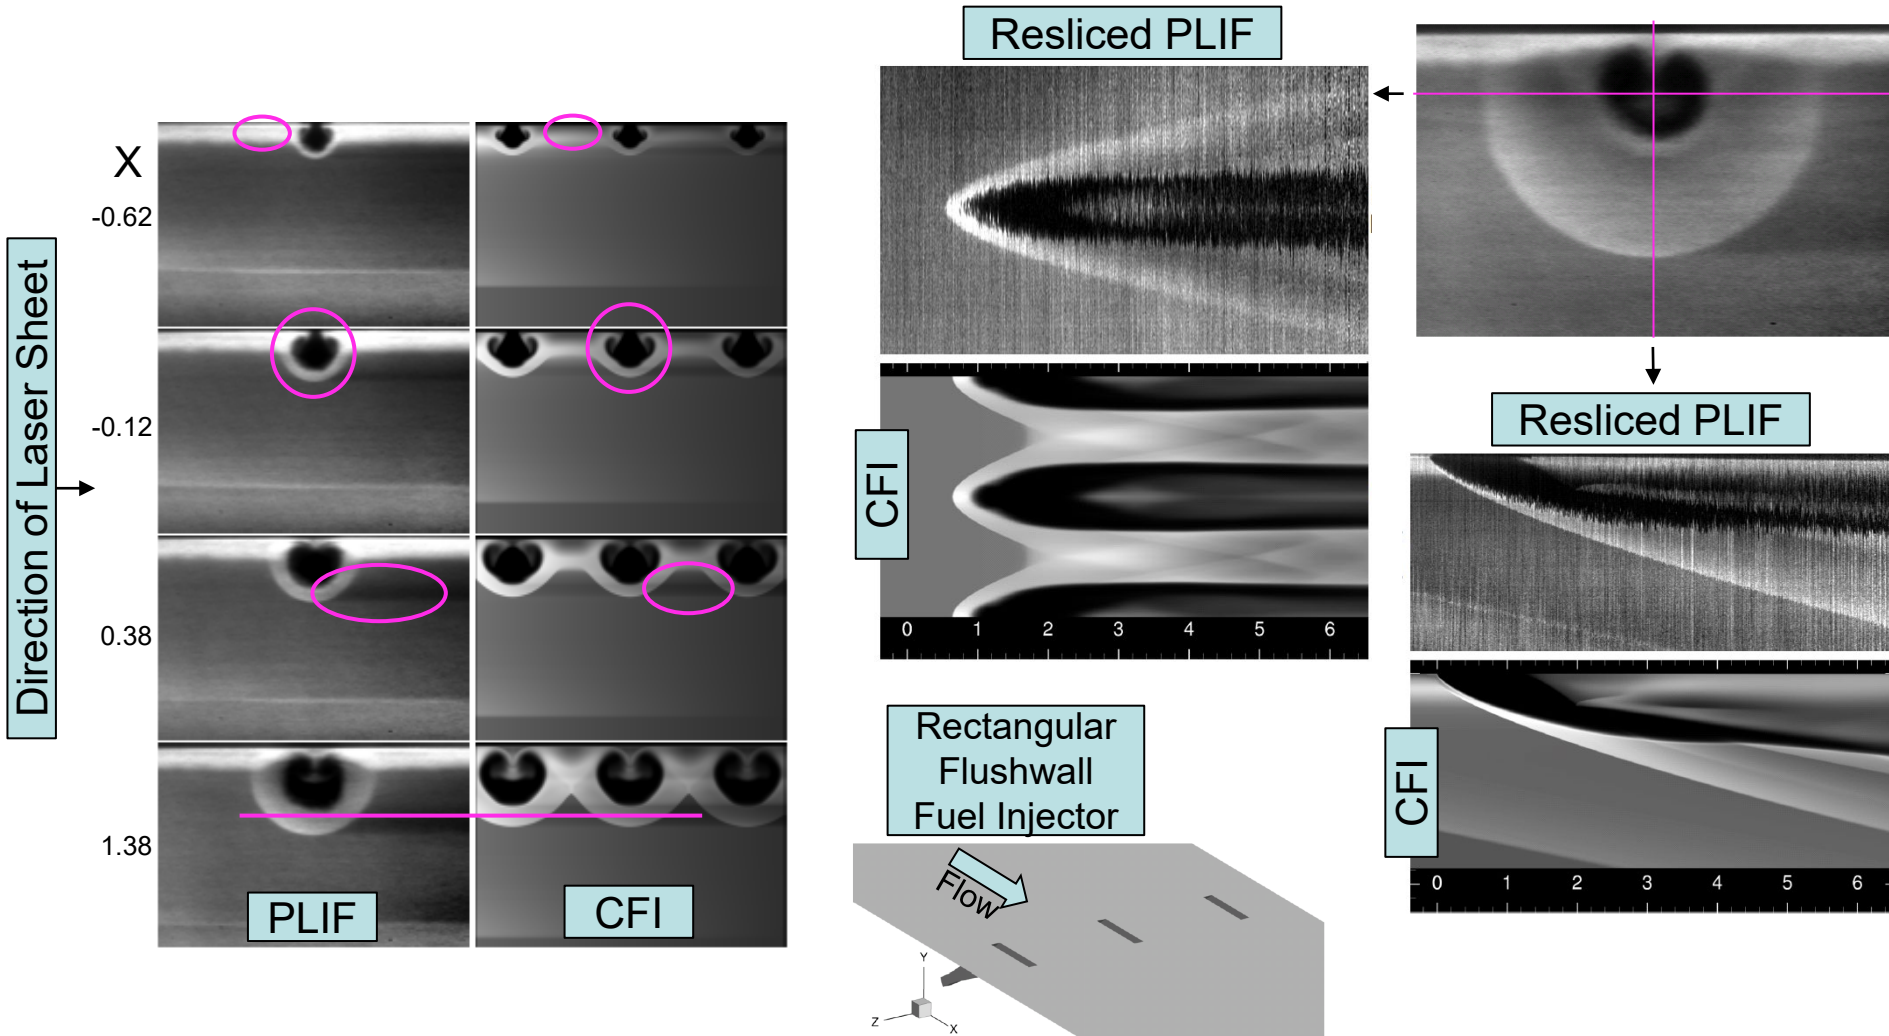 Direction of Laser Sheet
X
-0.62
-0.12
0.38
1.38
PLIF
CFI
Resliced PLIF
CFI
0 1 2 3 4 5 6
Resliced PLIF
CFI
0 1 2 3 4 5 6
Rectangular
Flushwall
Fuel Injector
Flow
Y
Z
X